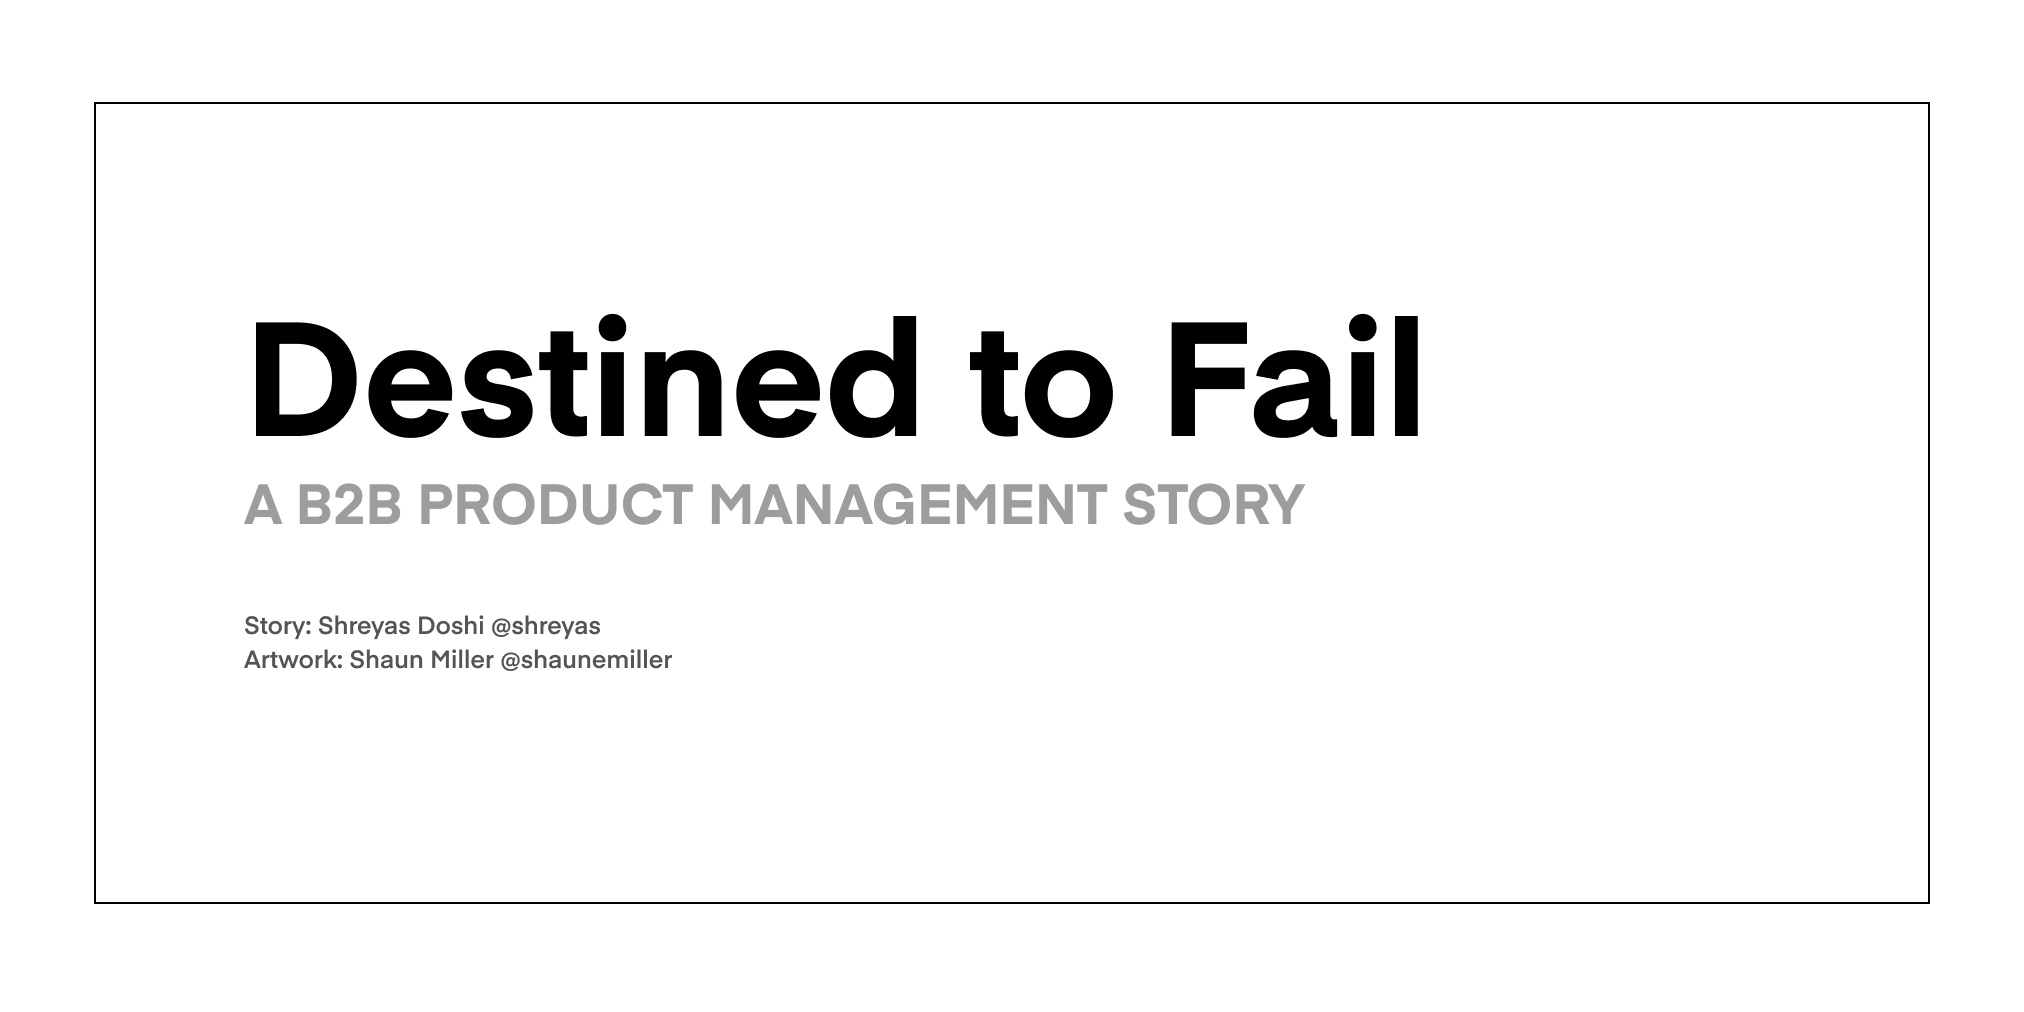 Destined to Fail
A B2B PRODUCT MANAGEMENT STORY
Story: Shreyas Doshi @shreyas
Artwork: Shaun Miller @shaunemiller